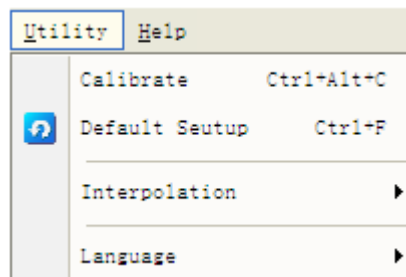 Utility Help
Calibrate Ctrl+Alt+C
Default Seutup Ctrl+F
Interpolation
Language